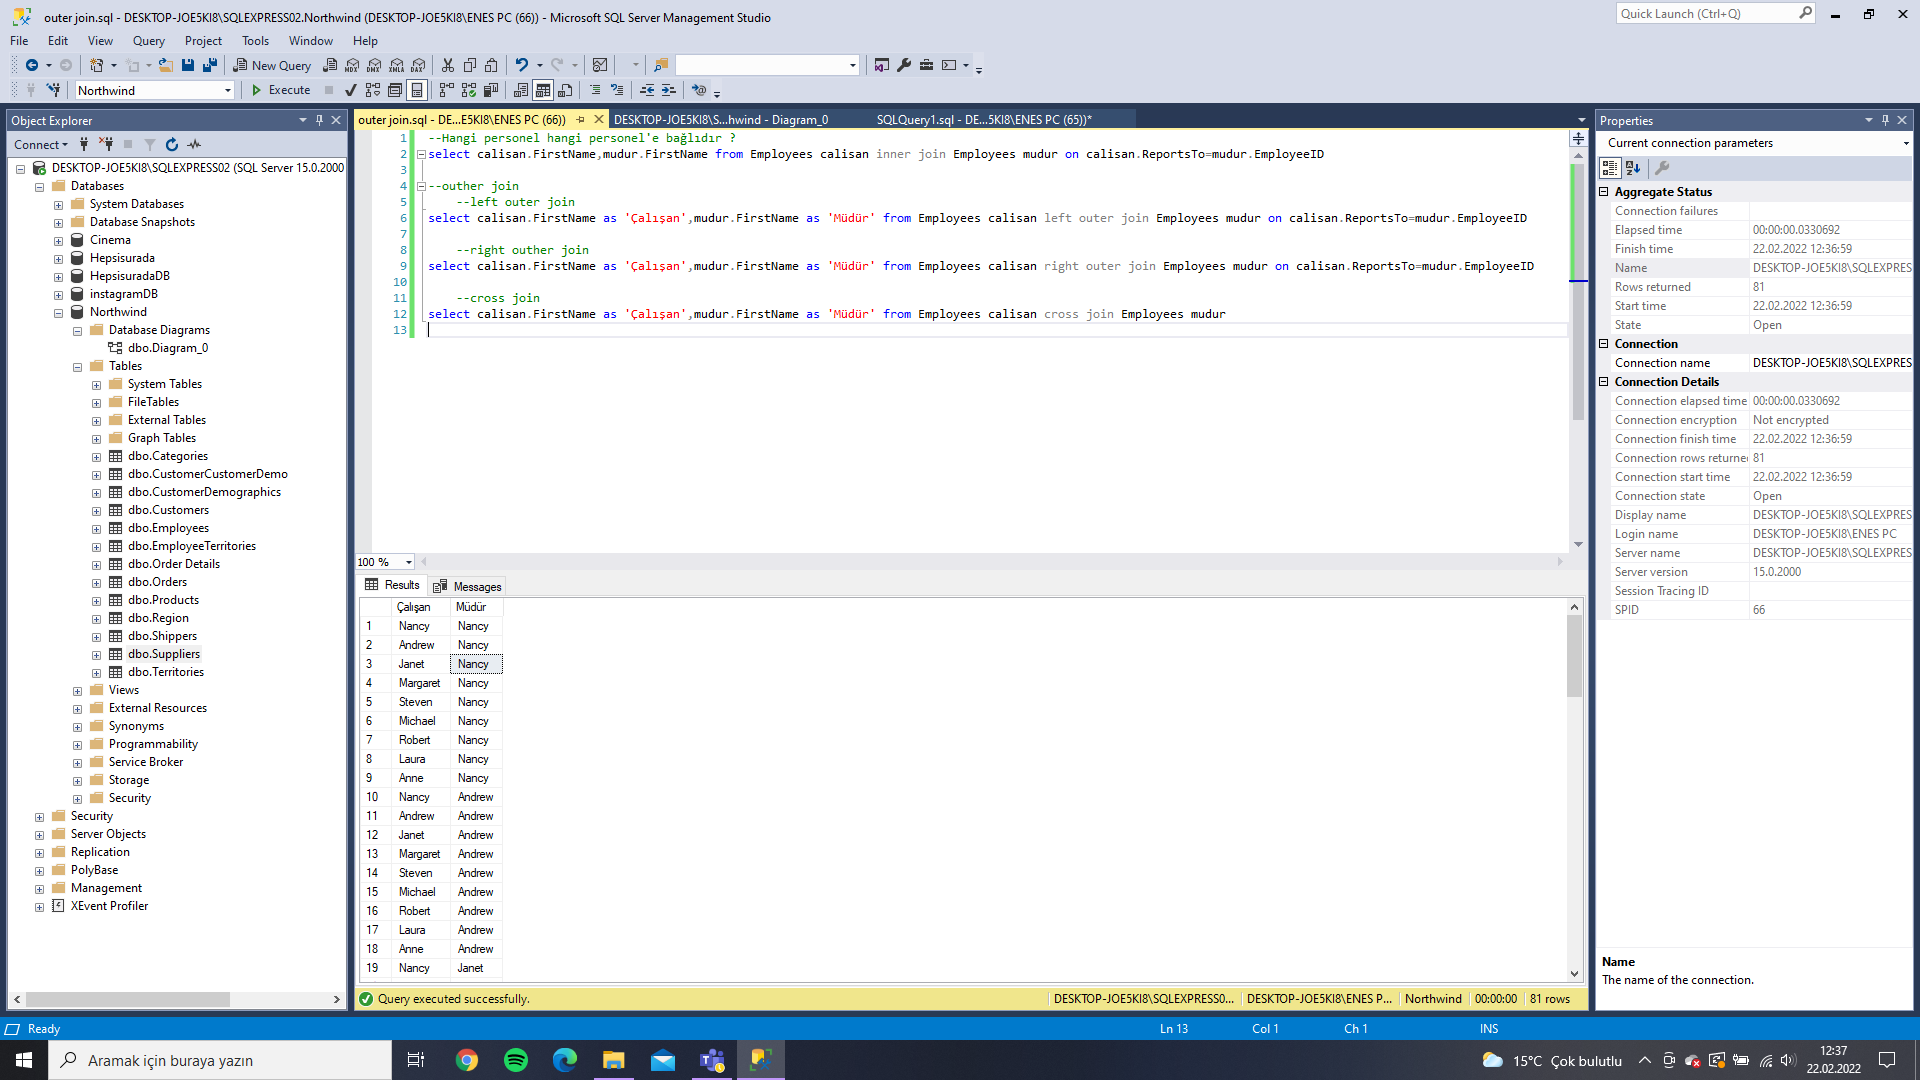 outer join.sql - DESKTOP-JOE5KI8\SQLEXPRESS02.Northwind (DESKTOP-JOE5KI8\ENES PC (66)) - Microsoft SQL Server Management Studio
Quick Launch (Ctrl+Q)
File Edit View Query Project Tools Window Help
New Query
Northwind Execute
Object Explorer
Connect
DESKTOP-JOE5KI8\SQLEXPRESS02 (SQL Server 15.0.2000
Databases
System Databases
Database Snapshots
Cinema
Hepsisurada
HepsisuradaDB
instagramDB
Northwind
Database Diagrams
dbo.Diagram_0
Tables
System Tables
FileTables
External Tables
Graph Tables
dbo.Categories
dbo.CustomerCustomerDemo
dbo.CustomerDemographics
dbo.Customers
dbo.Employees
dbo.EmployeeTerritories
dbo.Order Details
dbo.Orders
dbo.Products
dbo.Region
dbo.Shippers
dbo.Suppliers
dbo.Territories
Views
External Resources
Synonyms
Programmability
Service Broker
Storage
Security
Security
Server Objects
Replication
PolyBase
Management
XEvent Profiler
outer join.sql - DE...E5KI8\ENES PC (66)) DESKTOP-JOE5KI8\S...hwind - Diagram_0 SQLQuery1.sql - DE...5KI8\ENES PC (65))*
1 --Hangi personel hangi personel'e bağlıdır ?
2 select calisan.FirstName,mudur.FirstName from Employees calisan inner join Employees mudur on calisan.ReportsTo=mudur.EmployeeID
3
4 --outher join
5 --left outer join
6 select calisan.FirstName as 'Çalışan',mudur.FirstName as 'Müdür' from Employees calisan left outer join Employees mudur on calisan.ReportsTo=mudur.EmployeeID
7
8 --right outher join
9 select calisan.FirstName as 'Çalışan',mudur.FirstName as 'Müdür' from Employees calisan right outer join Employees mudur on calisan.ReportsTo=mudur.EmployeeID
10
11 --cross join
12 select calisan.FirstName as 'Çalışan',mudur.FirstName as 'Müdür' from Employees calisan cross join Employees mudur
13
100 %
Results Messages
Çalışan Müdür
1 Nancy Nancy
2 Andrew Nancy
3 Janet Nancy
4 Margaret Nancy
5 Steven Nancy
6 Michael Nancy
7 Robert Nancy
8 Laura Nancy
9 Anne Nancy
10 Nancy Andrew
11 Andrew Andrew
12 Janet Andrew
13 Margaret Andrew
14 Steven Andrew
15 Michael Andrew
16 Robert Andrew
17 Laura Andrew
18 Anne Andrew
19 Nancy Janet
Query executed successfully. DESKTOP-JOE5KI8\SQLEXPRESS0... DESKTOP-JOE5KI8\ENES P... Northwind 00:00:00 81 rows
Properties
Current connection parameters
Aggregate Status
Connection failures
Elapsed time 00:00:00.0330692
Finish time 22.02.2022 12:36:59
Name DESKTOP-JOE5KI8\SQLEXPRES
Rows returned 81
Start time 22.02.2022 12:36:59
State Open
Connection
Connection name DESKTOP-JOE5KI8\SQLEXPRES
Connection Details
Connection elapsed time 00:00:00.0330692
Connection encryption Not encrypted
Connection finish time 22.02.2022 12:36:59
Connection rows returne 81
Connection start time 22.02.2022 12:36:59
Connection state Open
Display name DESKTOP-JOE5KI8\SQLEXPRES
Login name DESKTOP-JOE5KI8\ENES PC
Server name DESKTOP-JOE5KI8\SQLEXPRES
Server version 15.0.2000
Session Tracing ID
SPID 66
Name
The name of the connection.
Ready Ln 13 Col 1 Ch 1 INS
Aramak için buraya yazın
15°C Çok bulutlu
12:37
22.02.2022